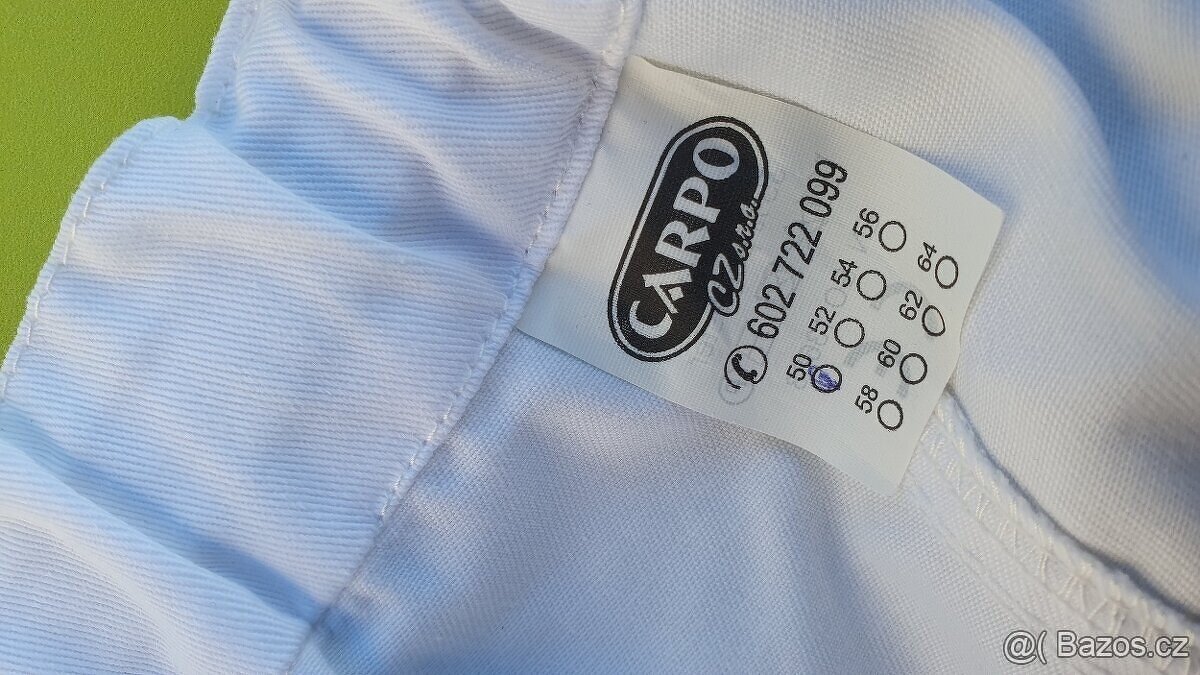 CARPO
CZ s.r.o.
602 722 099
50 52 54 56
58 60 62 64
@( Bazos.cz